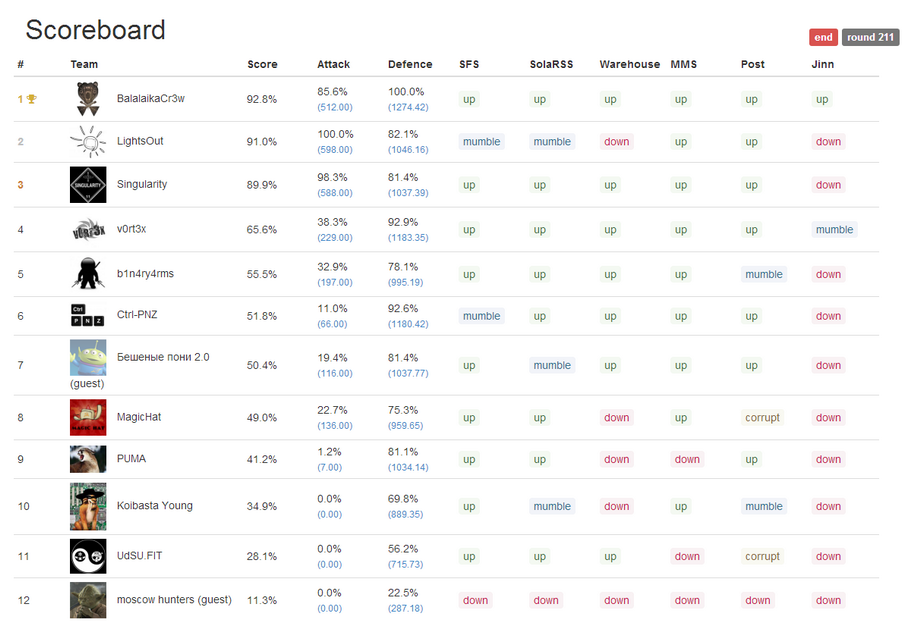 Scoreboard
end round 211
# Team Score Attack Defence SFS SolaRSS Warehouse MMS Post Jinn
1 BalalaikaCr3w 92.8% 85.6% 100.0% up up up up up up
(512.00) (1274.42)
2 LightsOut 91.0% 100.0% 82.1% mumble mumble down up up down
(598.00) (1046.16)
3 SINGULARITY Singularity 89.9% 98.3% 81.4% up up up up up down
(588.00) (1037.39)
4 v0rt3x v0rt3x 65.6% 38.3% 92.9% up up up up up mumble
(229.00) (1183.35)
5 b1n4ry4rms 55.5% 32.9% 78.1% up up up up mumble down
(197.00) (995.19)
6 Ctrl P N Z Ctrl-PNZ 51.8% 11.0% 92.6% mumble up up up up down
(66.00) (1180.42)
7 Бешеные пони 2.0 50.4% 19.4% 81.4% up mumble up up up down
(guest) (116.00) (1037.77)
8 MAGIC HAT MagicHat 49.0% 22.7% 75.3% up up down up corrupt down
(136.00) (959.65)
9 PUMA 41.2% 1.2% 81.1% up up down down up down
(7.00) (1034.14)
10 Koibasta Young 34.9% 0.0% 69.8% up mumble down up mumble down
(0.00) (889.35)
11 UdSU.FIT 28.1% 0.0% 56.2% up up up down corrupt down
(0.00) (715.73)
12 moscow hunters (guest) 11.3% 0.0% 22.5% down down down down down down
(0.00) (287.18)